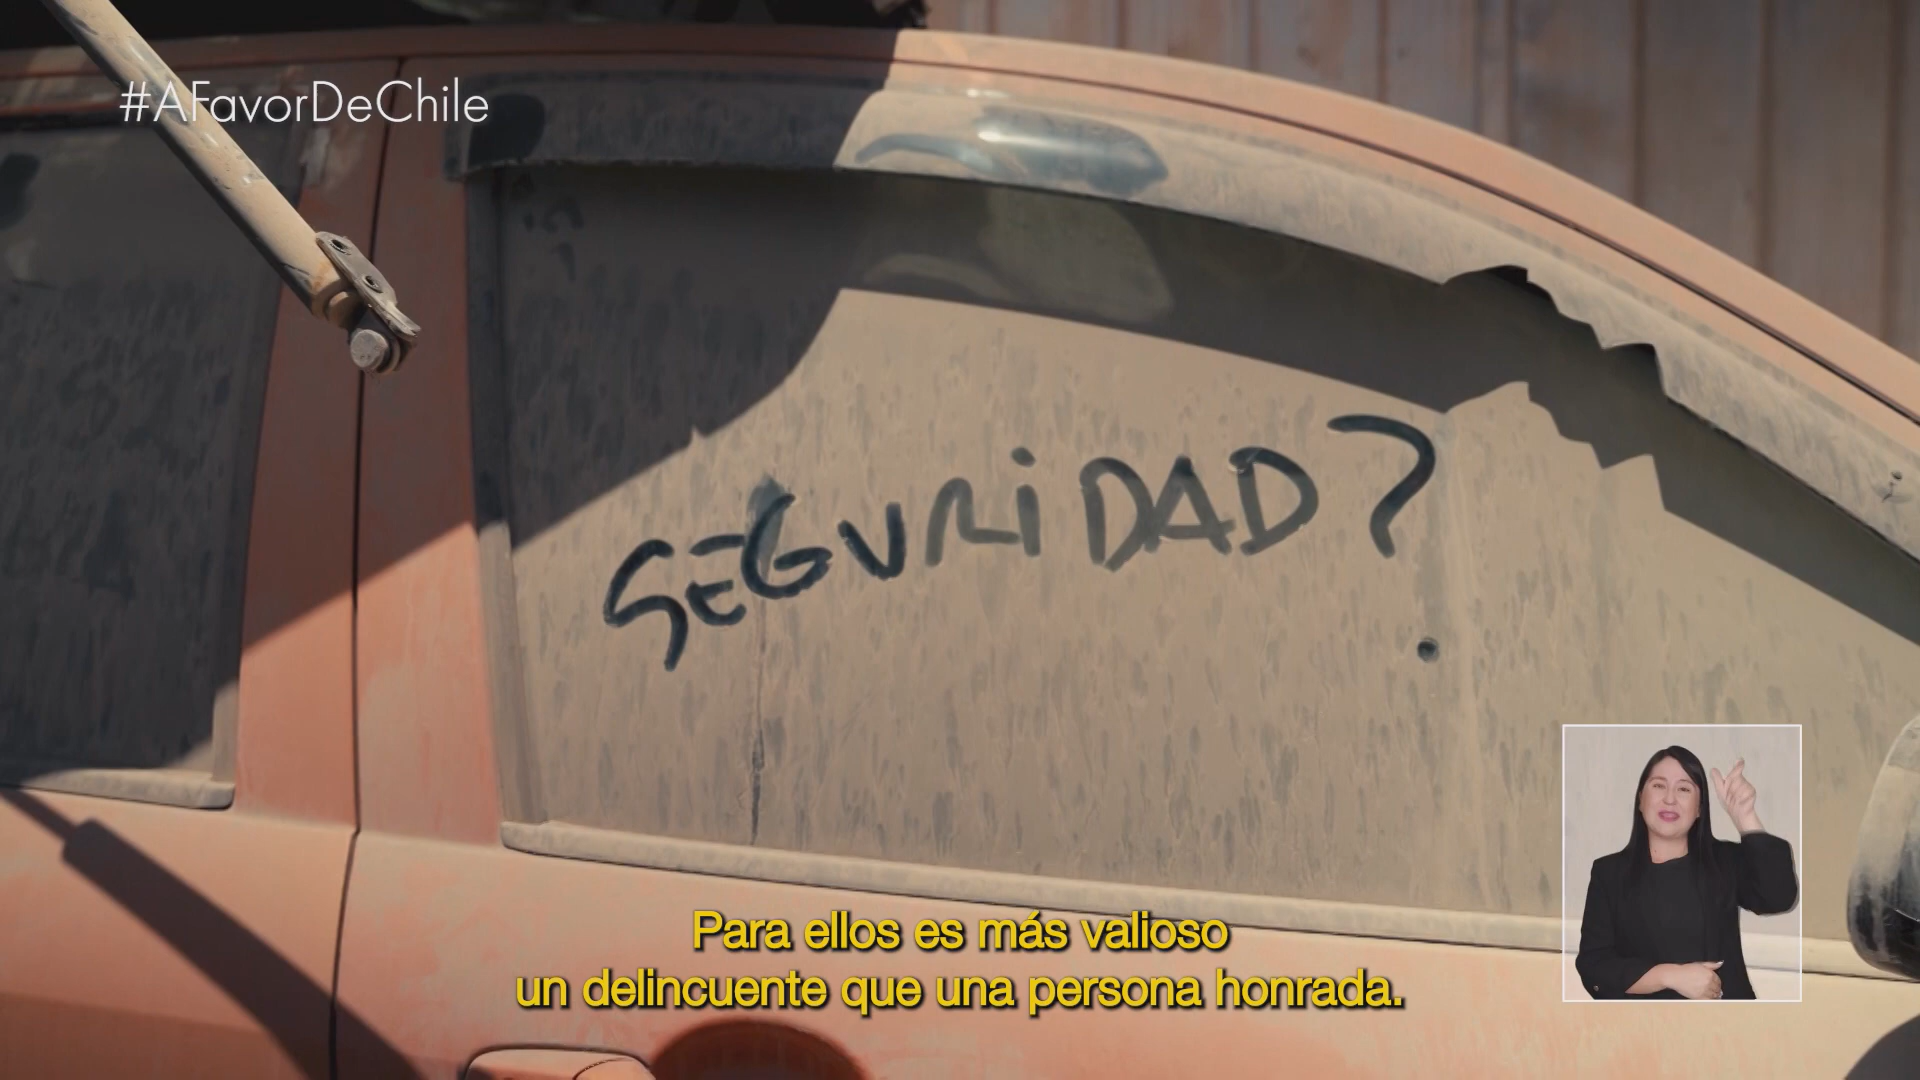 #AFavorDeChile
SEGURiDAD?
Para ellos es más valioso
un delincuente que una persona honrada.